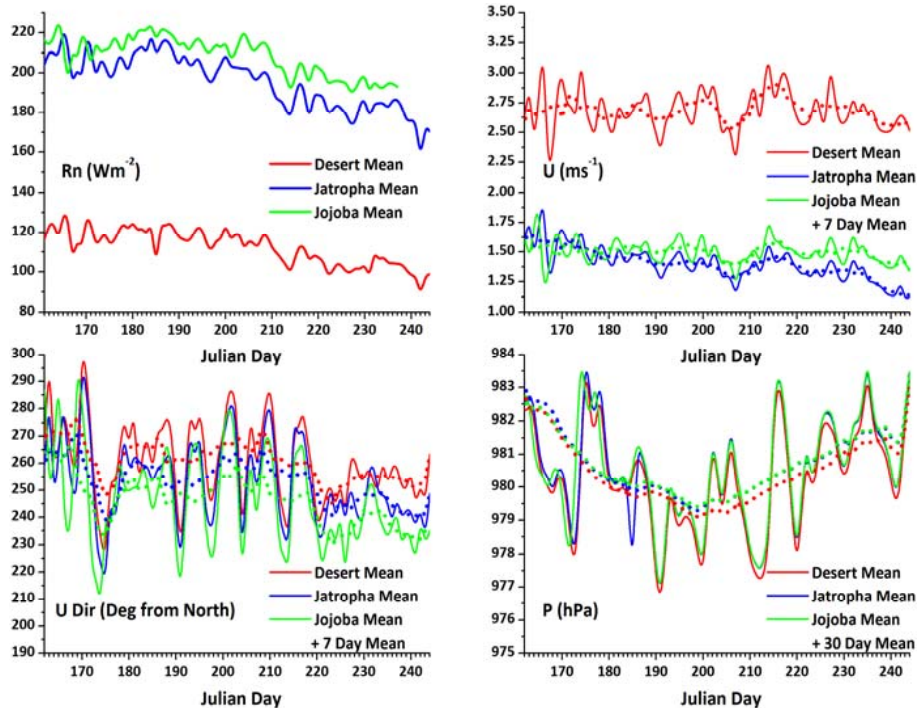 220
200
180
160
140
120
100
80
Rn (Wm-2)
Desert Mean
Jatropha Mean
Jojoba Mean
170 180 190 200 210 220 230 240
Julian Day
3.50
3.25
3.00
2.75
2.50
2.25
2.00
1.75
1.50
1.25
1.00
U (ms-1)
Desert Mean
Jatropha Mean
Jojoba Mean
+ 7 Day Mean
170 180 190 200 210 220 230 240
Julian Day
300
290
280
270
260
250
240
230
220
210
200
190
U Dir (Deg from North)
Desert Mean
Jatropha Mean
Jojoba Mean
+ 7 Day Mean
170 180 190 200 210 220 230 240
Julian Day
984
983
982
981
980
979
978
977
976
975
P (hPa)
Desert Mean
Jatropha Mean
Jojoba Mean
+ 30 Day Mean
170 180 190 200 210 220 230 240
Julian Day